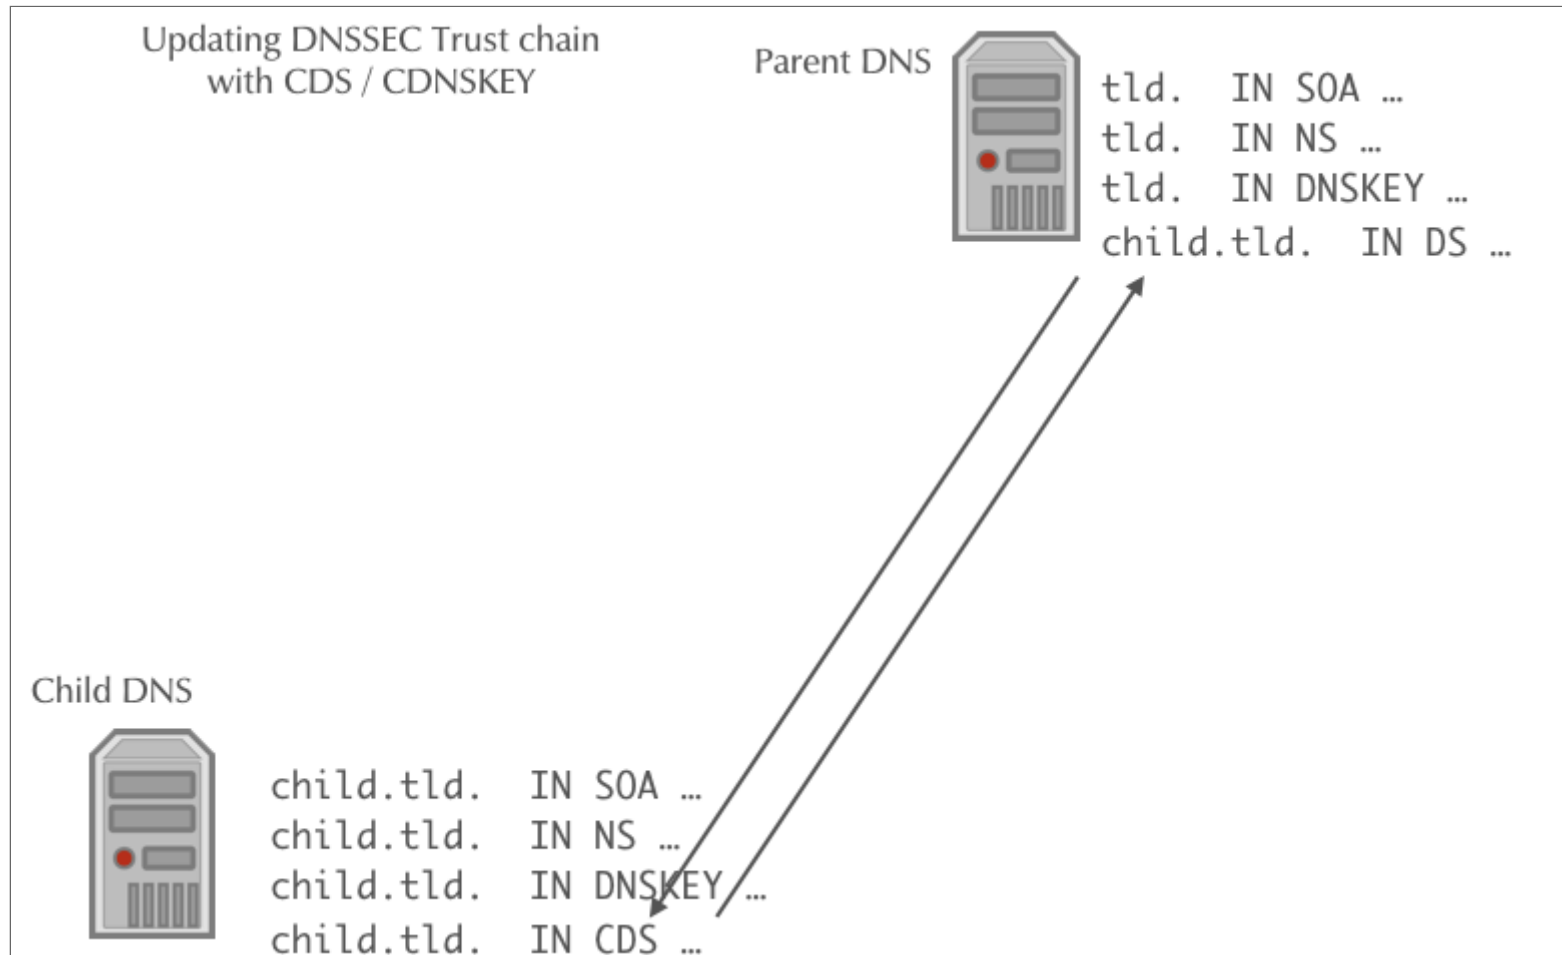 Updating DNSSEC Trust chain
with CDS / CDNSKEY
Parent DNS
tld.  IN SOA …
tld.  IN NS …
tld.  IN DNSKEY …
child.tld.  IN DS …
Child DNS
child.tld.  IN SOA …
child.tld.  IN NS …
child.tld.  IN DNSKEY …
child.tld.  IN CDS …